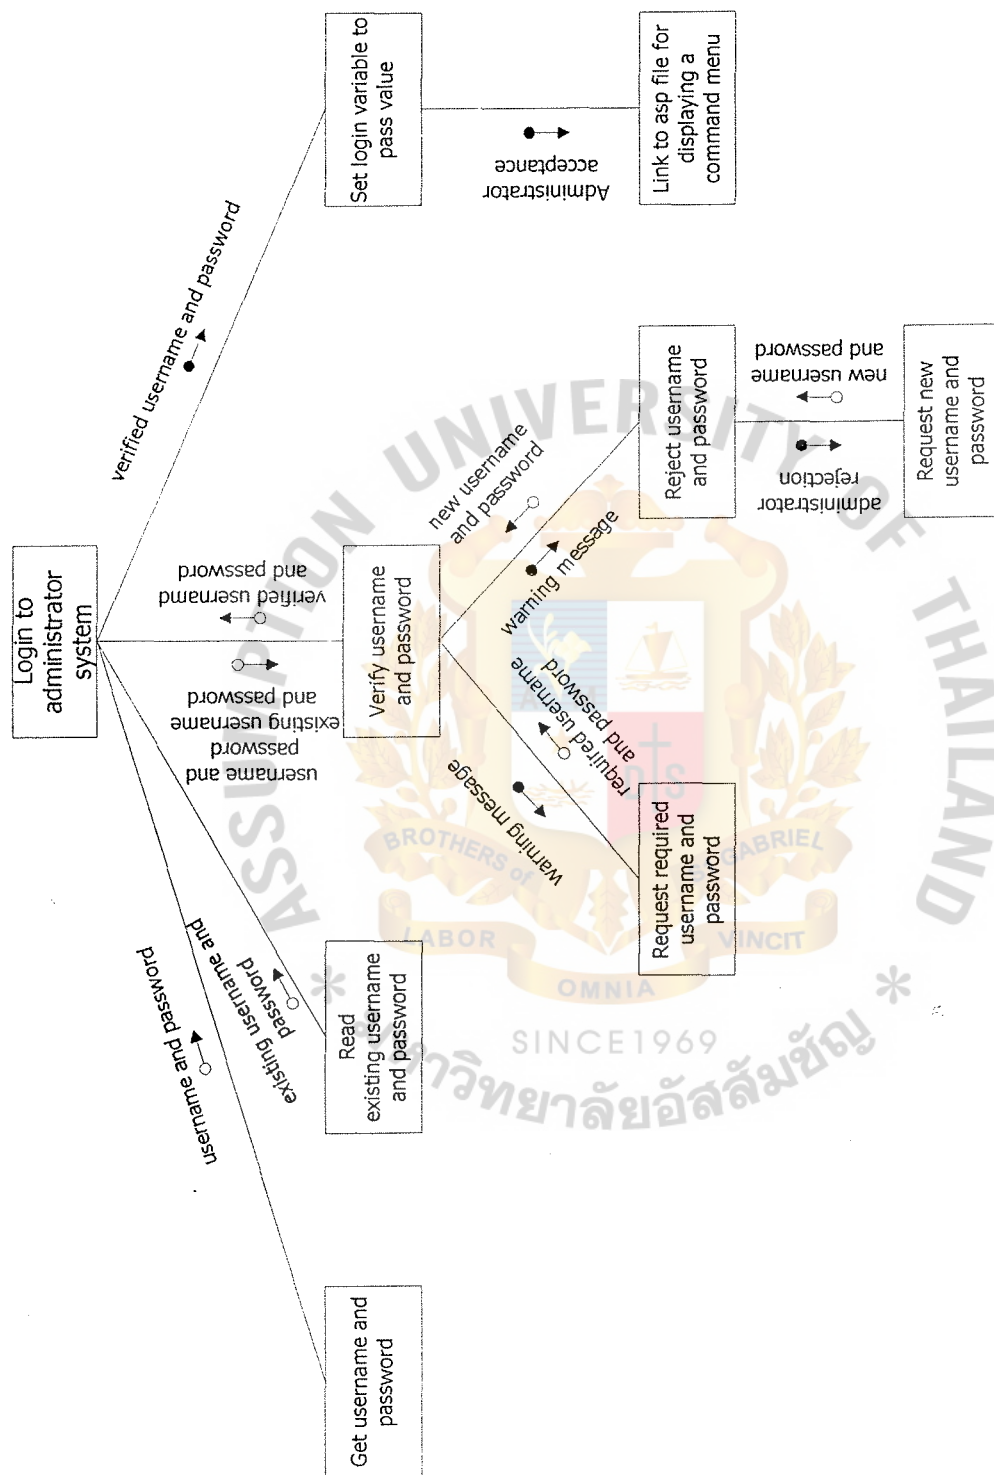 Login to
administrator
system
verified username and password
Set login variable to
pass value
Administrator
acceptance
Link to asp file for
displaying a
command menu
verified usernamd
and password
username and
password
and existing username
and password
Verify username
and password
new username
and password
warning message
Reject username
and password
administrator
rejection
new username
and password
Request new
username and
password
warning message
required username
and password
Request required
username and
password
existing username and
password
Read
existing username
and password
username and password
Get username and
password
ASSUMPTION UNIVERSITY OF THAILAND
BROTHERS of
GABRIEL
D S
LABOR
OMNIA
VINCIT
SINCE1969
* มหาวิทยาลัยอัสสัมชัญ *